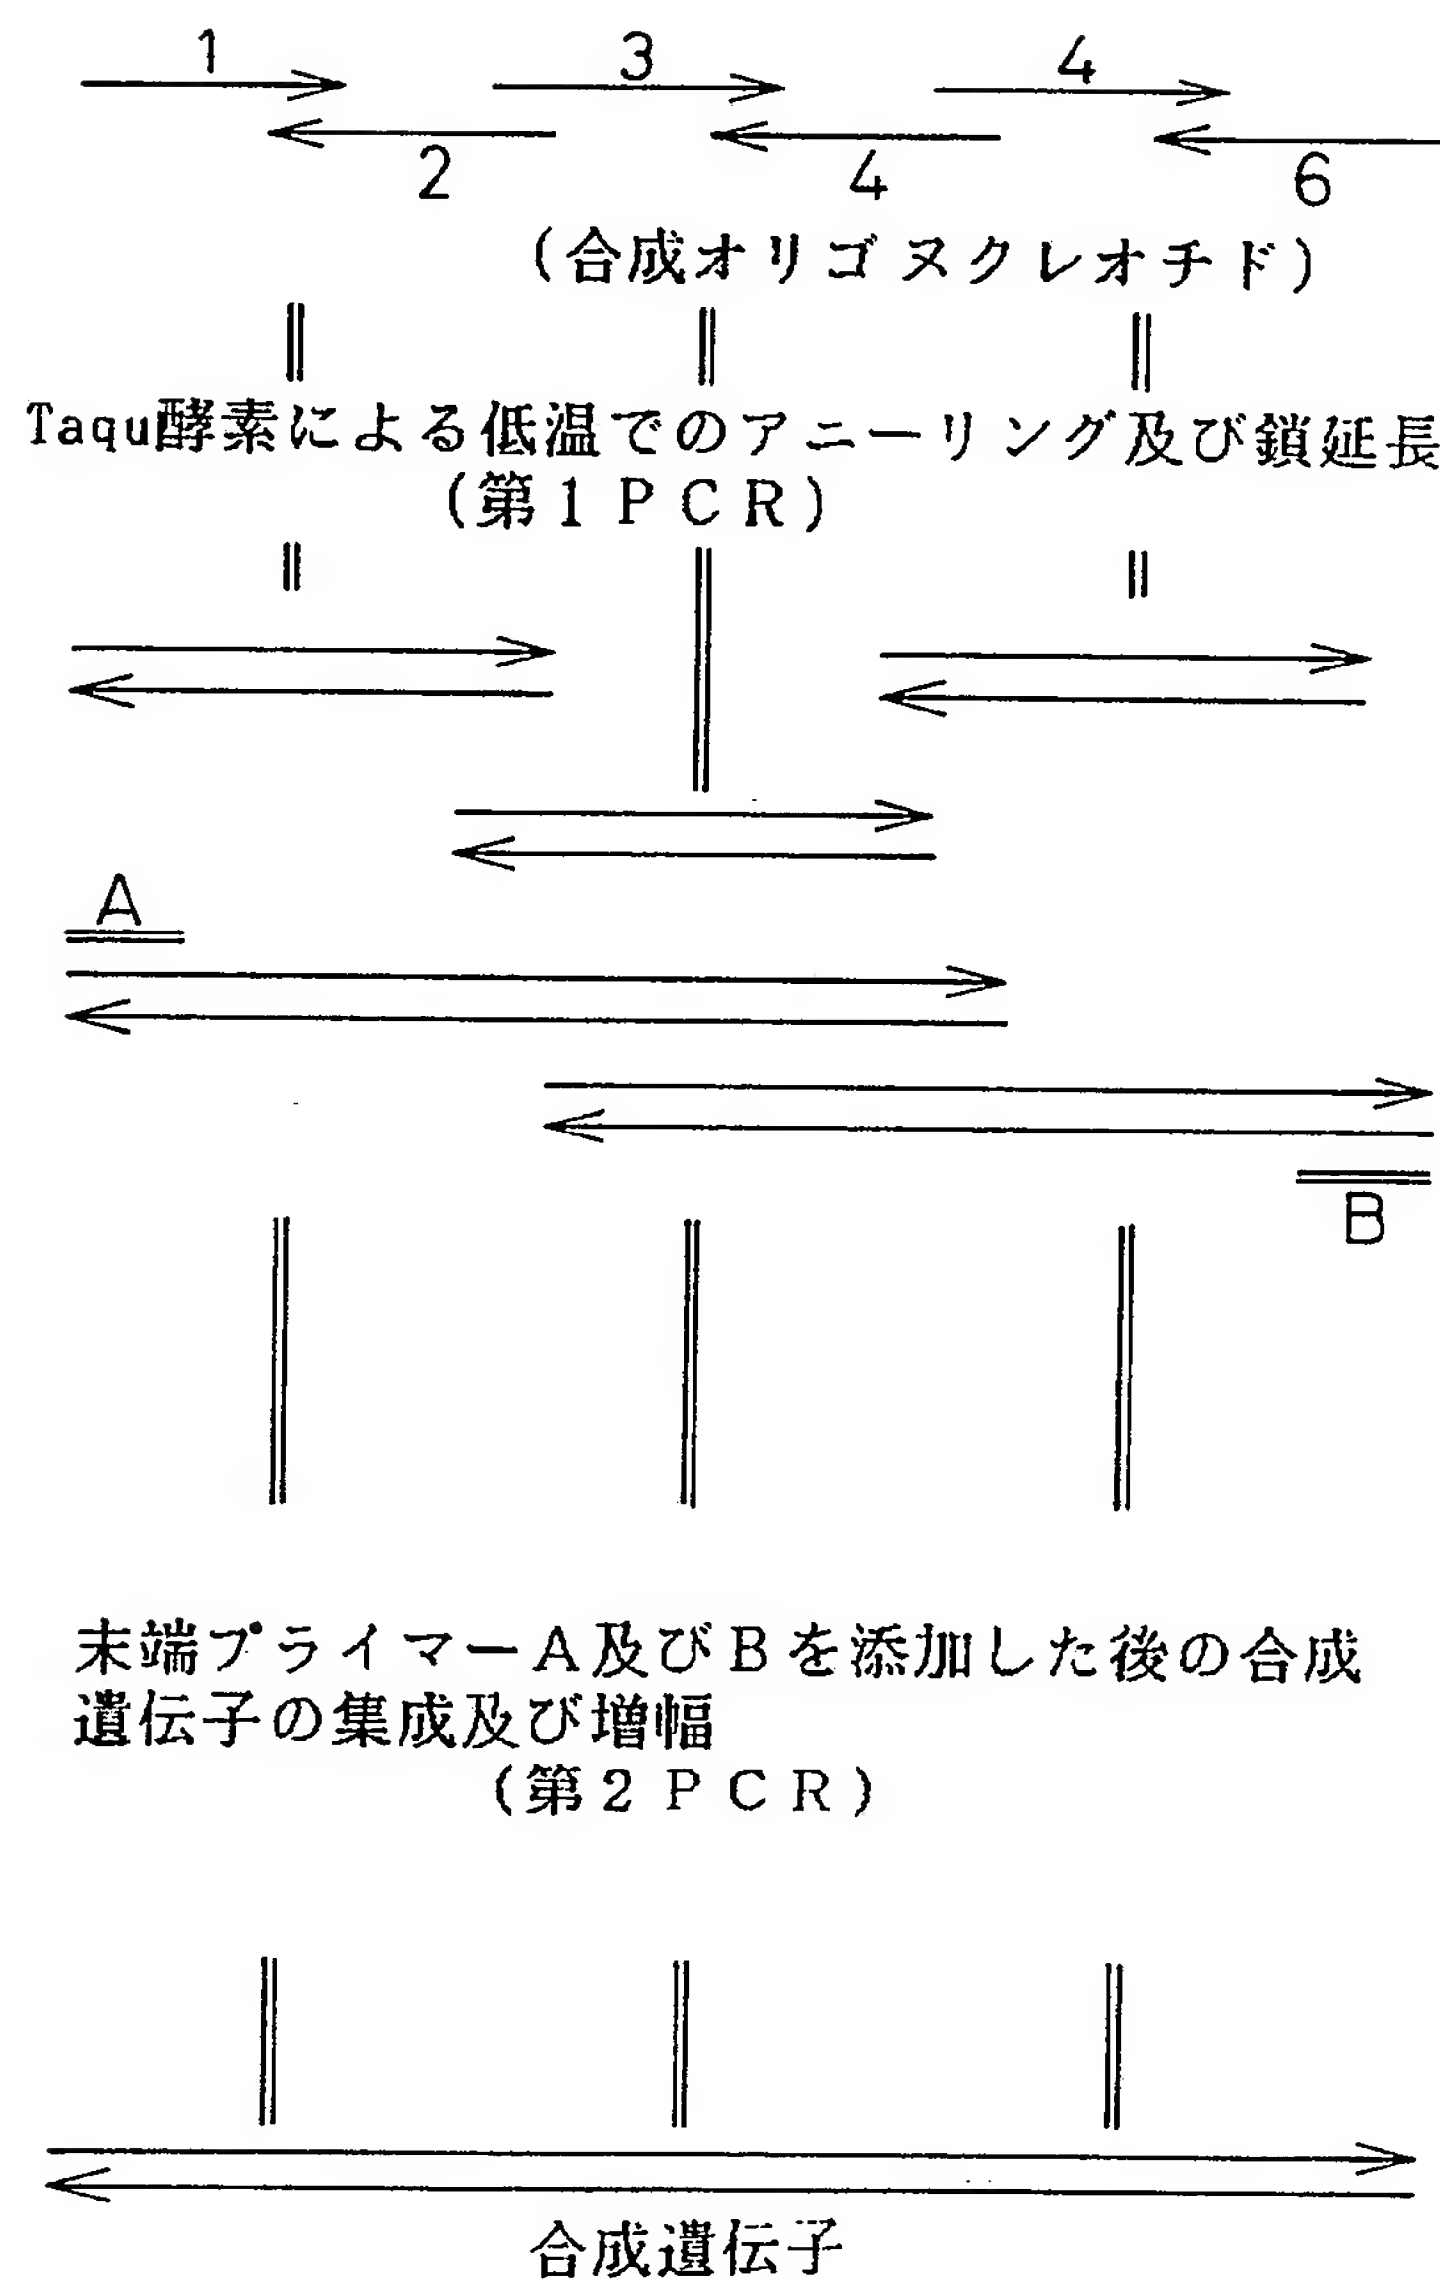 1 3 4
2 4 6
(合成オリゴヌクレオチド)
Taqu酵素による低温でのアニーリング及び鎖延長
(第1PCR)
A
B
末端プライマーA及びBを添加した後の合成
遺伝子の集成及び増幅
(第2PCR)
合成遺伝子